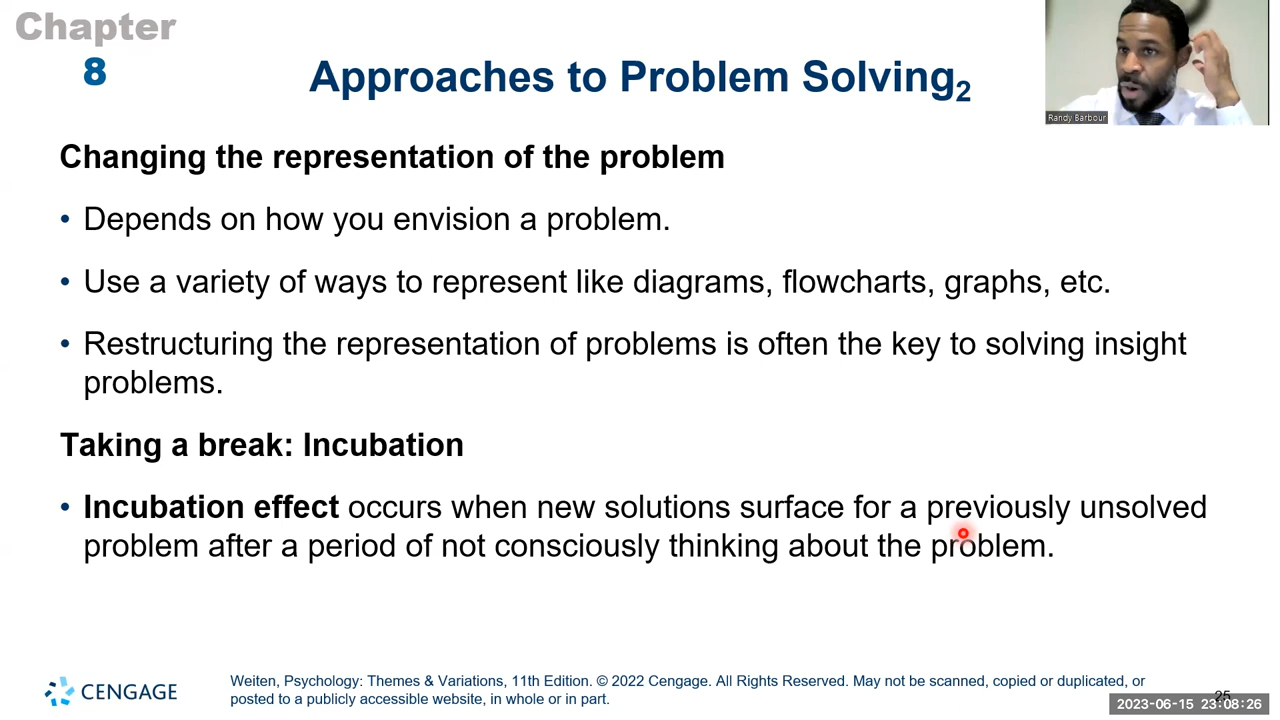 Chapter
8
Approaches to Problem Solving2
Randy Barbour
Changing the representation of the problem
• Depends on how you envision a problem.
• Use a variety of ways to represent like diagrams, flowcharts, graphs, etc.
• Restructuring the representation of problems is often the key to solving insight
problems.
Taking a break: Incubation
• Incubation effect occurs when new solutions surface for a previously unsolved
problem after a period of not consciously thinking about the problem.
CENGAGE
Weiten, Psychology: Themes & Variations, 11th Edition. © 2022 Cengage. All Rights Reserved. May not be scanned, copied or duplicated, or
posted to a publicly accessible website, in whole or in part.
25
2023-06-15 23:08:26